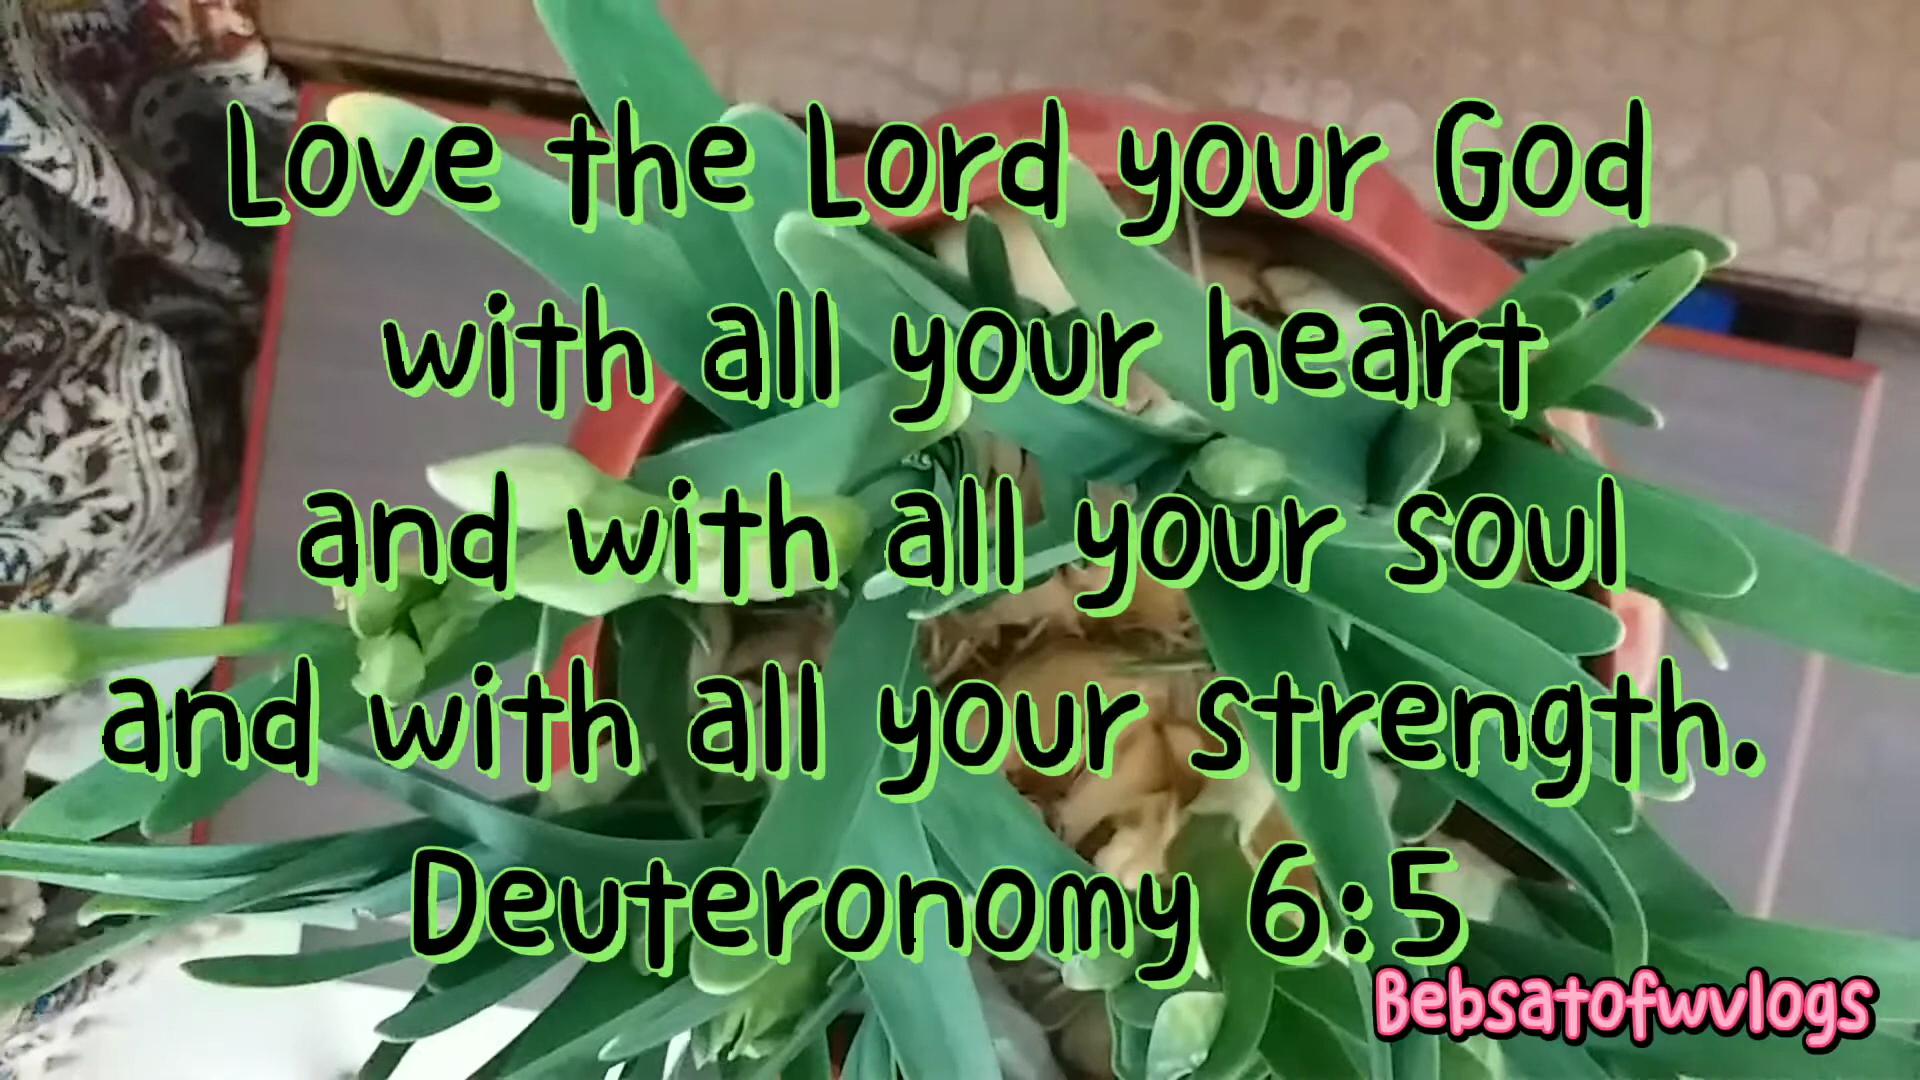 Love the Lord your God
with all your heart
and with all your soul
and with all your strength.
Deuteronomy 6:5
Bebsatofwvlogs